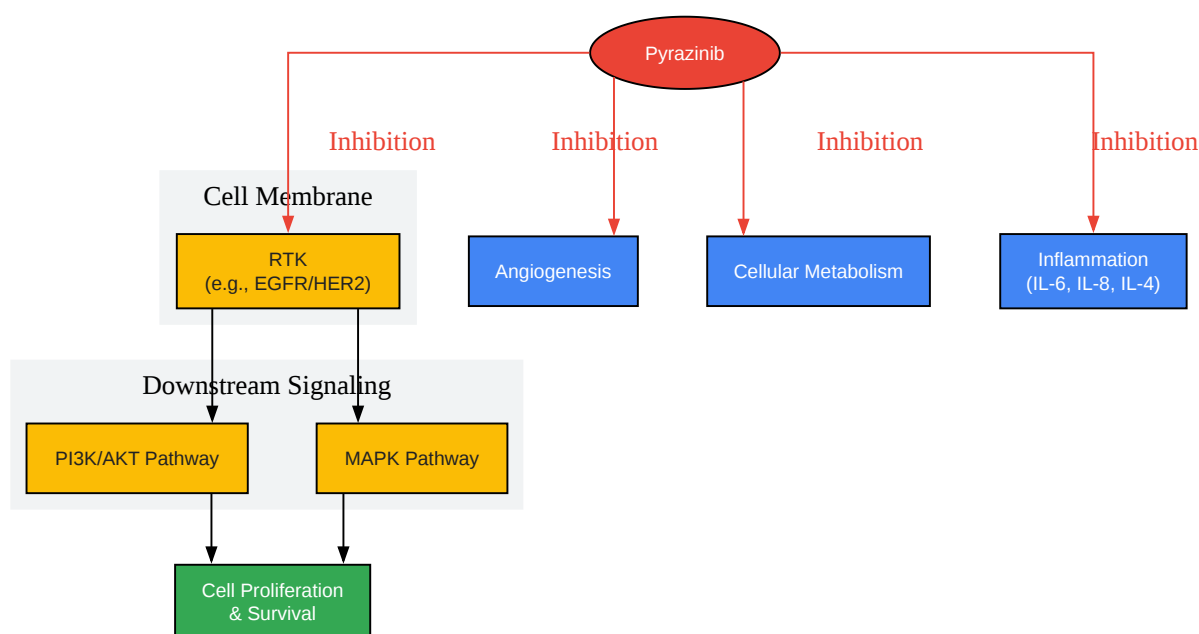 Pyrazinib
Inhibition
Inhibition
Inhibition
Inhibition
Cell Membrane
RTK
(e.g., EGFR/HER2)
Angiogenesis
Cellular Metabolism
Inflammation
(IL-6, IL-8, IL-4)
Downstream Signaling
PI3K/AKT Pathway
MAPK Pathway
Cell Proliferation
& Survival